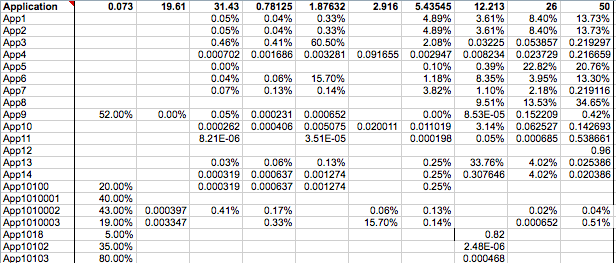 Application 0.073 19.61 31.43 0.78125 1.87632 2.916 5.43545 12.213 26 50
App1 0.05% 0.04% 0.33% 4.89% 3.61% 8.40% 13.73%
App2 0.05% 0.04% 0.33% 4.89% 3.61% 8.40% 13.73%
App3 0.46% 0.41% 60.50% 2.08% 0.03225 0.053857 0.219297
App4 0.000702 0.001686 0.003281 0.091655 0.002947 0.008234 0.023729 0.216659
App5 0.00% 0.10% 0.39% 22.82% 20.76%
App6 0.04% 0.06% 15.70% 1.18% 8.35% 3.95% 13.30%
App7 0.07% 0.13% 0.14% 3.82% 1.10% 2.18% 0.219116
App8 9.51% 13.53% 34.65%
App9 52.00% 0.00% 0.05% 0.000231 0.000652 0.00% 8.53E-05 0.152209 0.42%
App10 0.000262 0.000406 0.005075 0.020011 0.011019 3.14% 0.062527 0.142693
App11 8.21E-06 3.51E-05 0.000198 0.05% 0.000685 0.538661
App12 0.96
App13 0.03% 0.06% 0.13% 0.25% 33.76% 4.02% 0.025386
App14 0.000319 0.000637 0.001274 0.25% 0.307646 4.02% 0.020386
App10100 20.00% 0.000319 0.000637 0.001274 0.25%
App1010001 40.00%
App1010002 43.00% 0.000397 0.41% 0.17% 0.06% 0.13% 0.02% 0.04%
App1010003 19.00% 0.003347 0.33% 15.70% 0.14% 0.000652 0.51%
App1018 5.00% 0.82
App10102 35.00% 2.48E-06
App10103 80.00% 0.000468